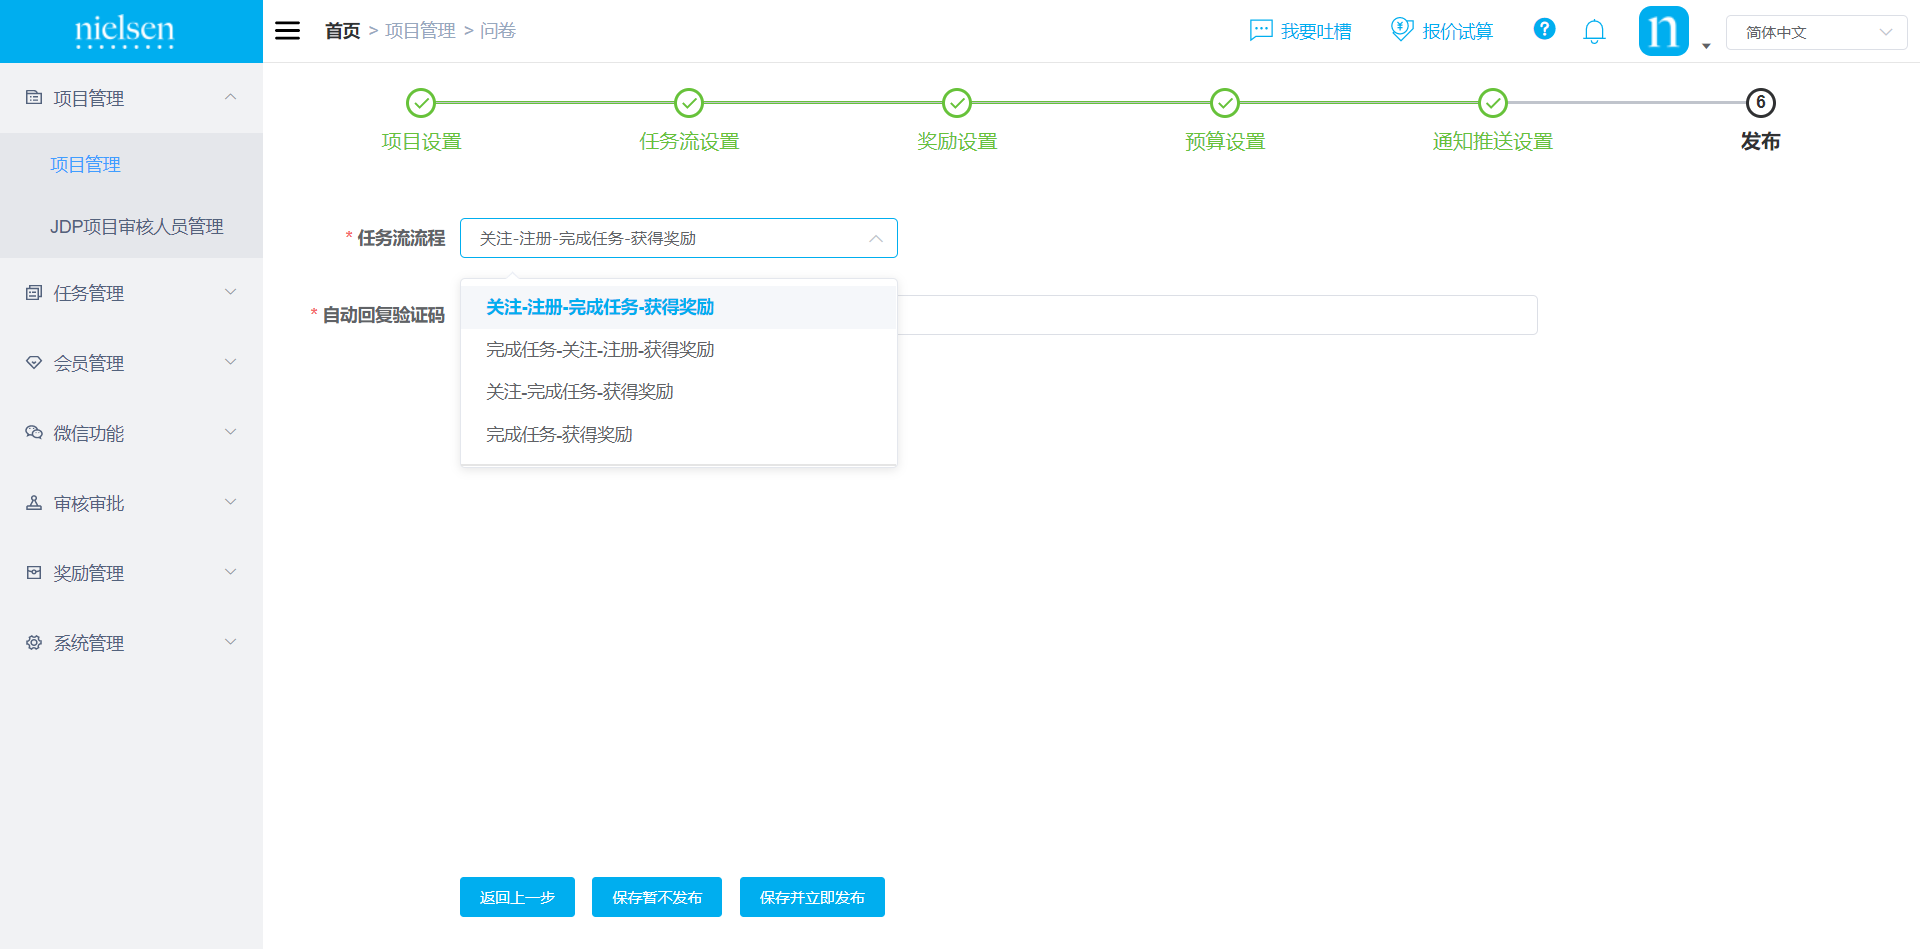 nielsen
首页 > 项目管理 > 问卷
我要吐槽
报价试算
?
n
简体中文
项目管理
项目管理
JDP项目审核人员管理
任务管理
会员管理
微信功能
审核审批
奖励管理
系统管理
6
项目设置
任务流设置
奖励设置
预算设置
通知推送设置
发布
* 任务流流程
关注-注册-完成任务-获得奖励
* 自动回复验证码
关注-注册-完成任务-获得奖励
完成任务-关注-注册-获得奖励
关注-完成任务-获得奖励
完成任务-获得奖励
返回上一步
保存暂不发布
保存并立即发布